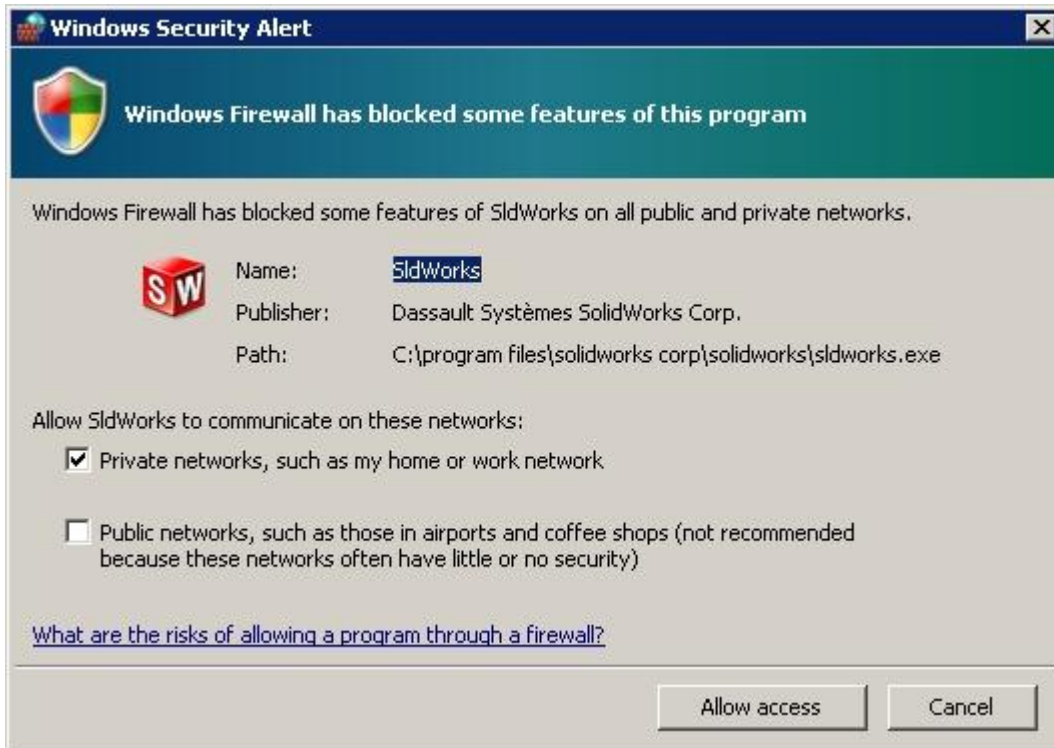 Windows Security Alert
Windows Firewall has blocked some features of this program
Windows Firewall has blocked some features of SldWorks on all public and private networks.
SW
Name: SldWorks
Publisher: Dassault Systèmes SolidWorks Corp.
Path: C:\program files\solidworks corp\solidworks\sldworks.exe
Allow SldWorks to communicate on these networks:
Private networks, such as my home or work network
Public networks, such as those in airports and coffee shops (not recommended
because these networks often have little or no security)
What are the risks of allowing a program through a firewall?
Allow access Cancel